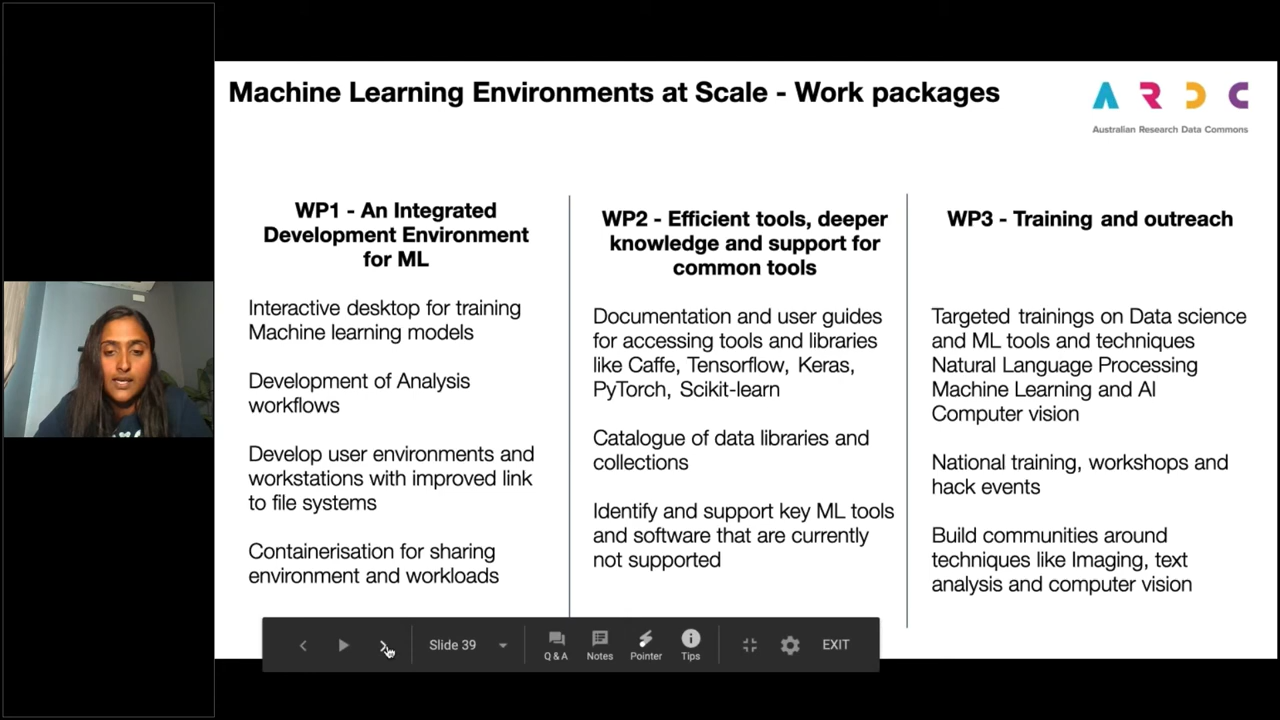 Machine Learning Environments at Scale - Work packages
A R D C
Australian Research Data Commons
WP1 - An Integrated
Development Environment
for ML
Interactive desktop for training
Machine learning models
Development of Analysis
workflows
Develop user environments and
workstations with improved link
to file systems
Containerisation for sharing
environment and workloads
WP2 - Efficient tools, deeper
knowledge and support for
common tools
Documentation and user guides
for accessing tools and libraries
like Caffe, Tensorflow, Keras,
PyTorch, Scikit-learn
Catalogue of data libraries and
collections
Identify and support key ML tools
and software that are currently
not supported
WP3 - Training and outreach
Targeted trainings on Data science
and ML tools and techniques
Natural Language Processing
Machine Learning and AI
Computer vision
National training, workshops and
hack events
Build communities around
techniques like Imaging, text
analysis and computer vision
Slide 39
Q & A
Notes
Pointer
Tips
EXIT